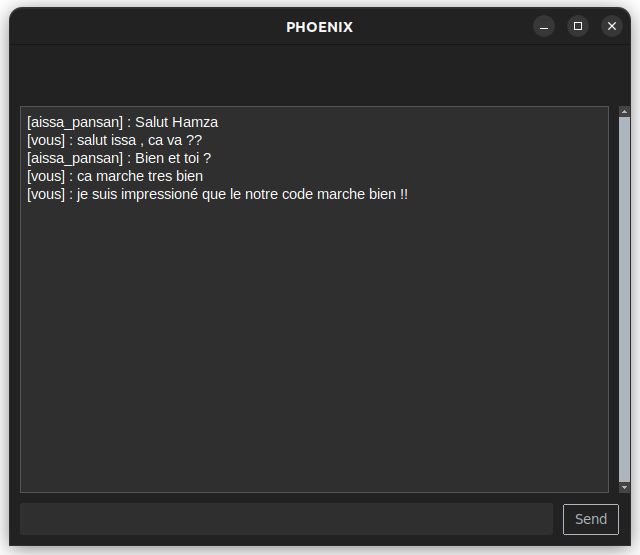 PHOENIX
[aissa_pansan] : Salut Hamza
[vous] : salut issa , ca va ??
[aissa_pansan] : Bien et toi ?
[vous] : ca marche tres bien
[vous] : je suis impressioné que le notre code marche bien !!
Send